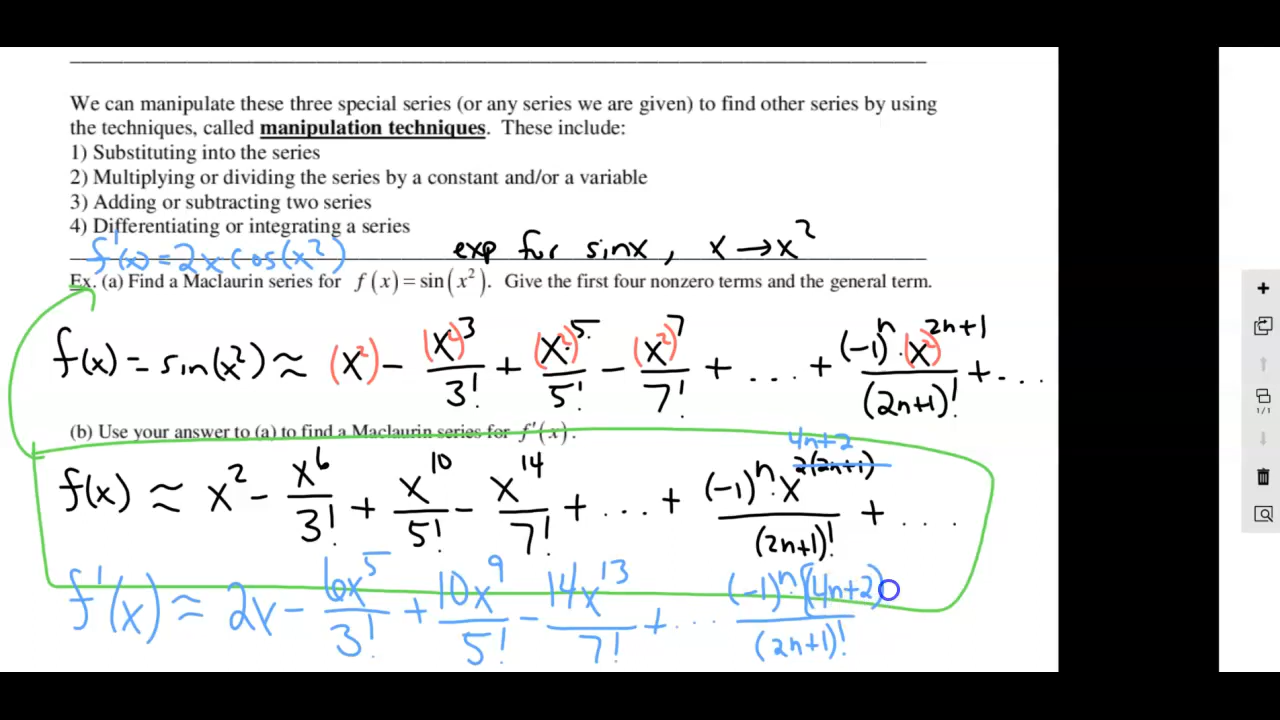 We can manipulate these three special series (or any series we are given) to find other series by using
the techniques, called manipulation techniques. These include:
1) Substituting into the series
2) Multiplying or dividing the series by a constant and/or a variable
3) Adding or subtracting two series
4) Differentiating or integrating a series
f'(x) = 2x cos(x²)
exp for sinx, x → x²
Ex. (a) Find a Maclaurin series for f(x) = sin(x²). Give the first four nonzero terms and the general term.
f(x) = sin(x²) ≈ (x²) - (x²)³/3! + (x²)⁵/5! - (x²)⁷/7! + ... + (-1)ⁿ·(x²)²ⁿ⁺¹/(2n+1)! + ...
(b) Use your answer to (a) to find a Maclaurin series for f'(x).
4n+2
f(x) ≈ x² - x⁶/3! + x¹⁰/5! - x¹⁴/7! + ... + (-1)ⁿ·x²⁽²ⁿ⁺¹⁾/(2n+1)! + ...
f'(x) ≈ 2x - 6x⁵/3! + 10x⁹/5! - 14x¹³/7! + ... (-1)ⁿ·(4n+2)/(2n+1)!
1/1